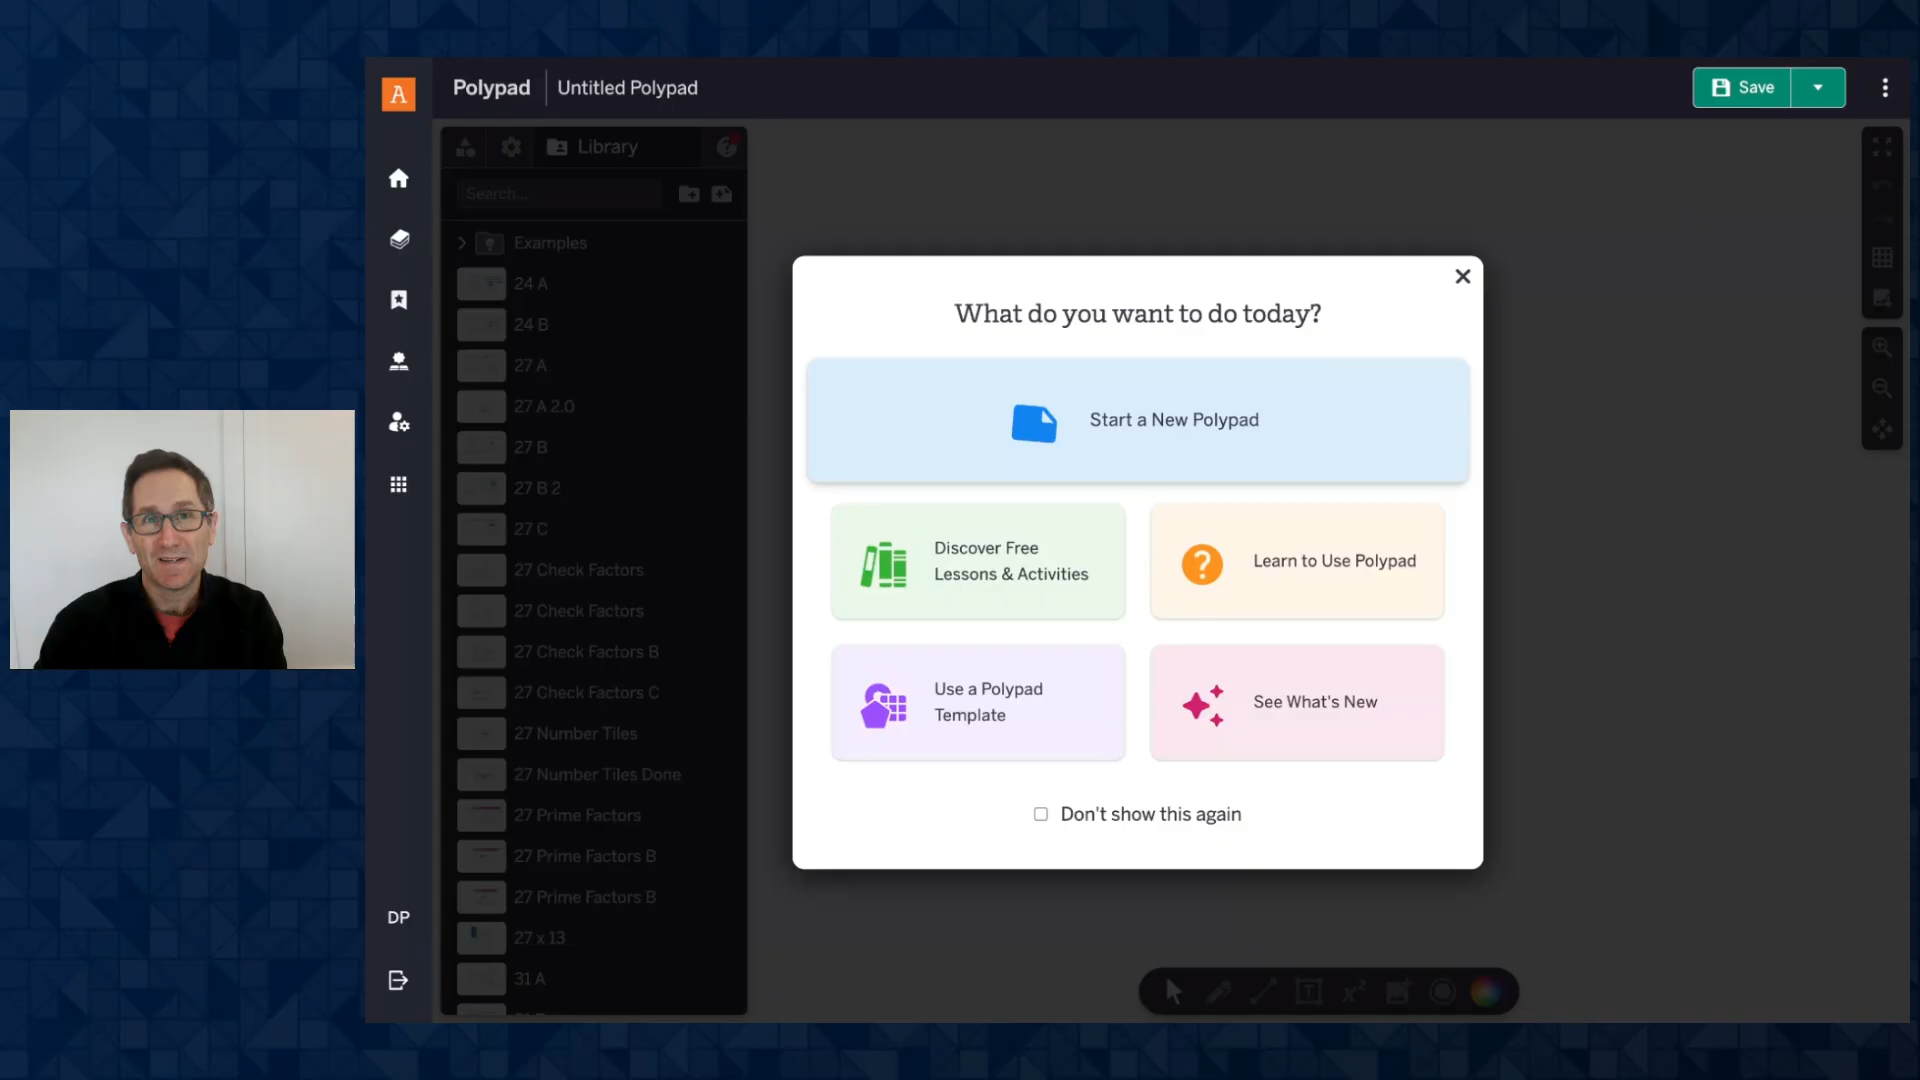 A
Polypad
Untitled Polypad
Save
Library
Search...
Examples
24 A
24 B
27 A
27 A 2.0
27 B
27 B 2
27 C
27 Check Factors
27 Check Factors
27 Check Factors B
27 Check Factors C
27 Number Tiles
27 Number Tiles Done
27 Prime Factors
27 Prime Factors B
27 Prime Factors B
27 x 13
31 A
DP
What do you want to do today?
Start a New Polypad
Discover Free
Lessons & Activities
Learn to Use Polypad
Use a Polypad
Template
See What's New
Don't show this again
T
x²